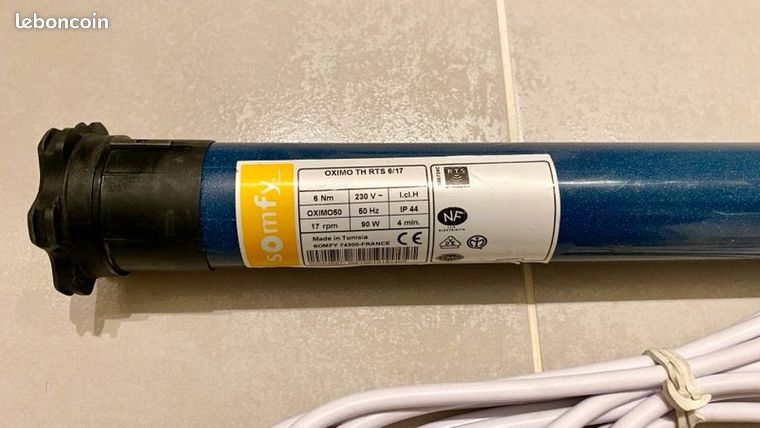 leboncoin
somfy
OXIMO TH RTS 6/17
6 Nm 230 V ~ I.cl.H
OXIMO50 50 Hz IP 44
17 rpm 90 W 4 min.
Made in Tunisia
SOMFY 74300-FRANCE
CE
RTS
NF